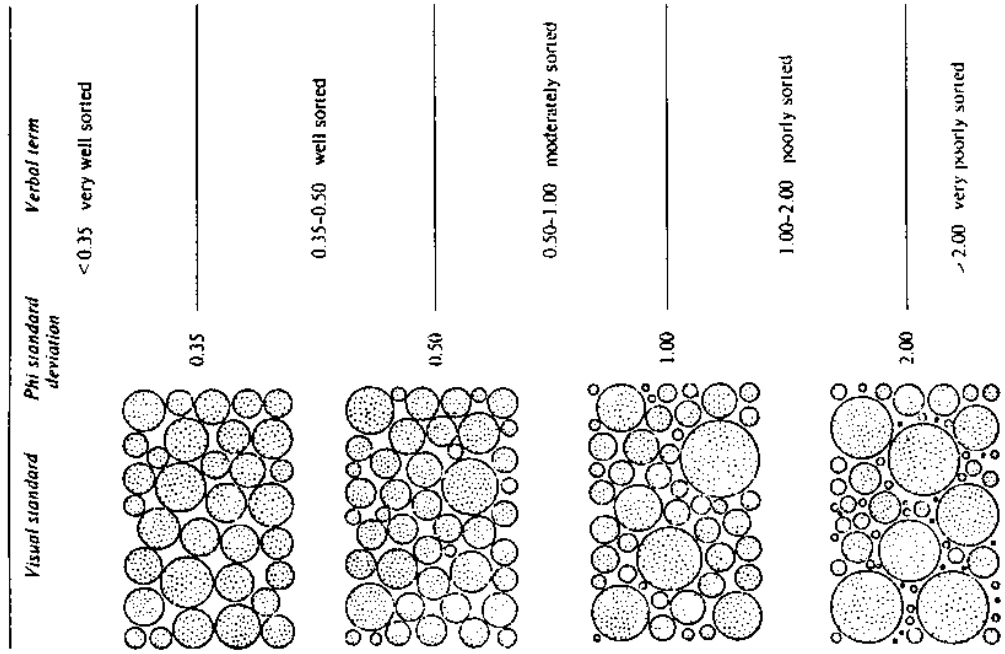 Visual standard
Phi standard
deviation
Verbal term
< 0.35 very well sorted
0.35
0.35–0.50 well sorted
0.50
0.50–1.00 moderately sorted
1.00
1.00–2.00 poorly sorted
2.00
> 2.00 very poorly sorted